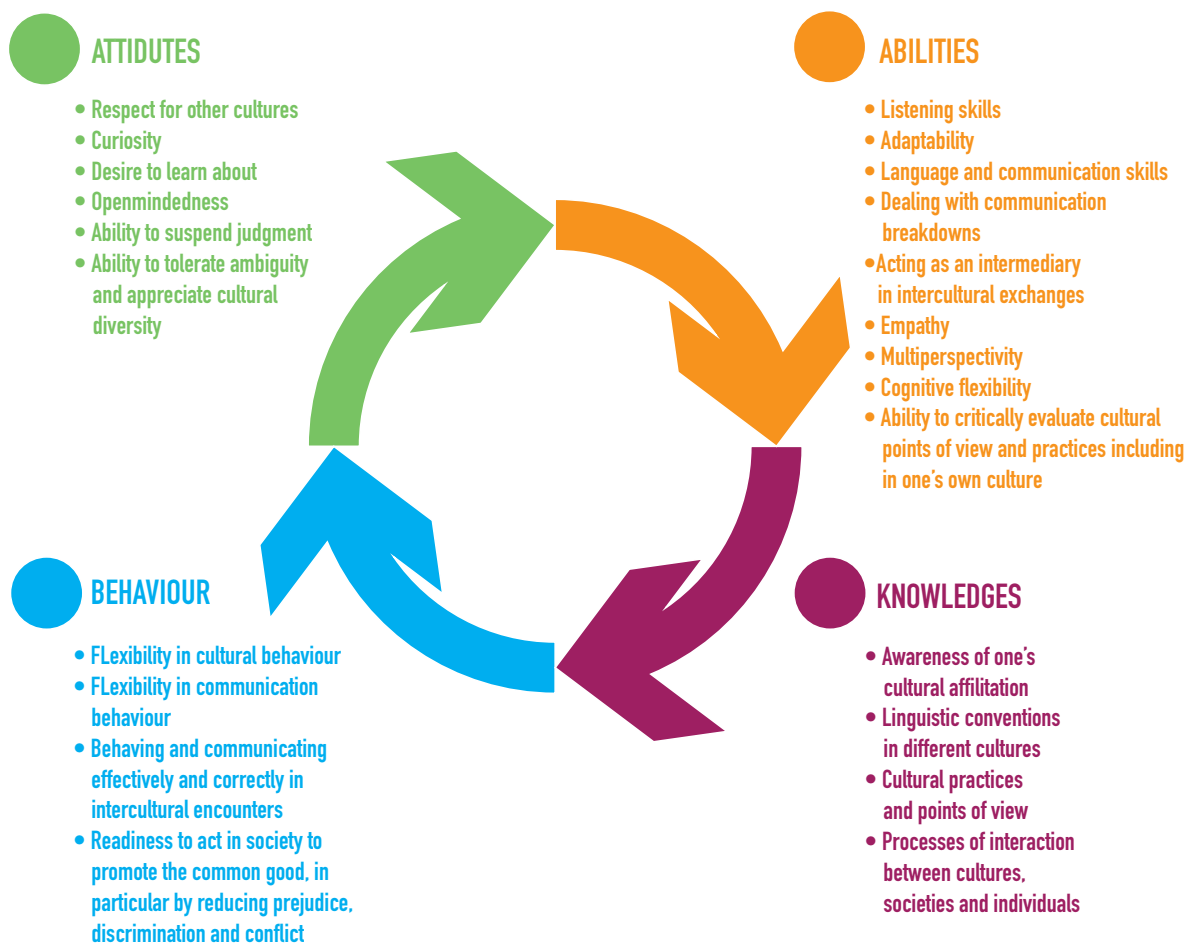 ATTIDUTES
• Respect for other cultures
• Curiosity
• Desire to learn about
• Openmindedness
• Ability to suspend judgment
• Ability to tolerate ambiguity
and appreciate cultural
diversity
ABILITIES
• Listening skills
• Adaptability
• Language and communication skills
• Dealing with communication
breakdowns
•Acting as an intermediary
in intercultural exchanges
• Empathy
• Multiperspectivity
• Cognitive flexibility
• Ability to critically evaluate cultural
points of view and practices including
in one's own culture
BEHAVIOUR
• FLexibility in cultural behaviour
• FLexibility in communication
behaviour
• Behaving and communicating
effectively and correctly in
intercultural encounters
• Readiness to act in society to
promote the common good, in
particular by reducing prejudice,
discrimination and conflict
KNOWLEDGES
• Awareness of one's
cultural affilitation
• Linguistic conventions
in different cultures
• Cultural practices
and points of view
• Processes of interaction
between cultures,
societies and individuals